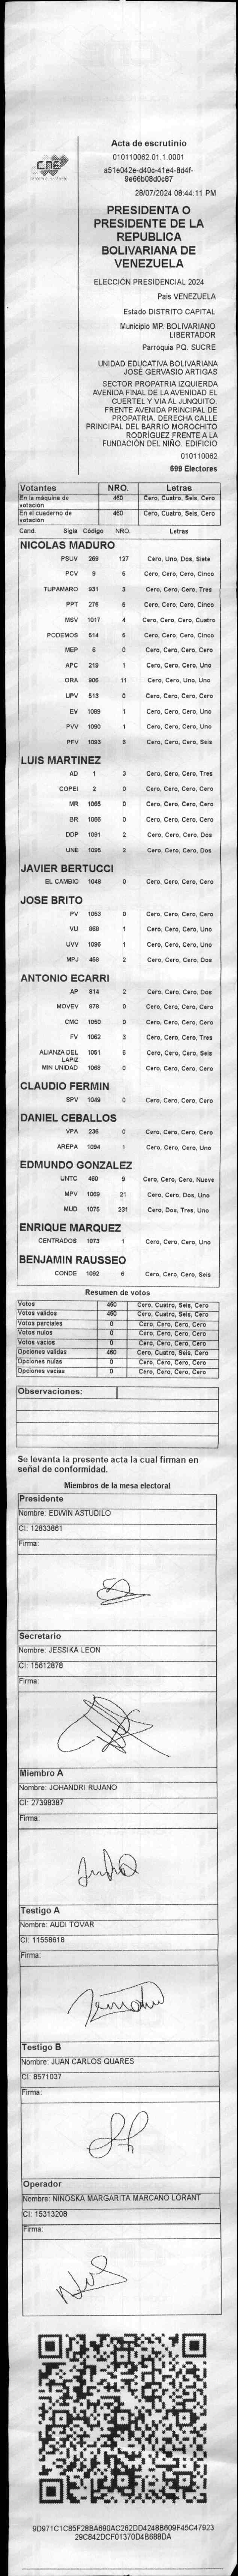 CNE
Acta de escrutinio
010110062.01.1.0001
a51e042e-d40c-41e4-8d4f-
9e66b08d0c87
28/07/2024 08:44:11 PM
PRESIDENTA O
PRESIDENTE DE LA
REPUBLICA
BOLIVARIANA DE
VENEZUELA
ELECCIÓN PRESIDENCIAL 2024
Pais VENEZUELA
Estado DISTRITO CAPITAL
Municipio MP. BOLIVARIANO
LIBERTADOR
Parroquia PQ. SUCRE
UNIDAD EDUCATIVA BOLIVARIANA
JOSÉ GERVASIO ARTIGAS
SECTOR PROPATRIA IZQUIERDA
AVENIDA FINAL DE LA AVENIDAD EL
CUERTEL Y VIA AL JUNQUITO.
FRENTE AVENIDA PRINCIPAL DE
PROPATRIA. DERECHA CALLE
PRINCIPAL DEL BARRIO MOROCHITO
RODRÍGUEZ FRENTE A LA
FUNDACIÓN DEL NIÑO. EDIFICIO
010110062
699 Electores
Votantes NRO. Letras
En la máquina de votación 460 Cero, Cuatro, Seis, Cero
En el cuaderno de votación 460 Cero, Cuatro, Seis, Cero
Cand. Sigla Código NRO. Letras
NICOLAS MADURO
PSUV 269 127 Cero, Uno, Dos, Siete
PCV 9 5 Cero, Cero, Cero, Cinco
TUPAMARO 931 3 Cero, Cero, Cero, Tres
PPT 276 5 Cero, Cero, Cero, Cinco
MSV 1017 4 Cero, Cero, Cero, Cuatro
PODEMOS 514 5 Cero, Cero, Cero, Cinco
MEP 6 0 Cero, Cero, Cero, Cero
APC 219 1 Cero, Cero, Cero, Uno
ORA 906 11 Cero, Cero, Uno, Uno
UPV 513 0 Cero, Cero, Cero, Cero
EV 1089 1 Cero, Cero, Cero, Uno
PVV 1090 1 Cero, Cero, Cero, Uno
PFV 1093 6 Cero, Cero, Cero, Seis
LUIS MARTINEZ
AD 1 3 Cero, Cero, Cero, Tres
COPEI 2 0 Cero, Cero, Cero, Cero
MR 1065 0 Cero, Cero, Cero, Cero
BR 1066 0 Cero, Cero, Cero, Cero
DDP 1091 2 Cero, Cero, Cero, Dos
UNE 1095 2 Cero, Cero, Cero, Dos
JAVIER BERTUCCI
EL CAMBIO 1048 0 Cero, Cero, Cero, Cero
JOSE BRITO
PV 1053 0 Cero, Cero, Cero, Cero
VU 968 1 Cero, Cero, Cero, Uno
UVV 1096 1 Cero, Cero, Cero, Uno
MPJ 458 2 Cero, Cero, Cero, Dos
ANTONIO ECARRI
AP 814 2 Cero, Cero, Cero, Dos
MOVEV 978 0 Cero, Cero, Cero, Cero
CMC 1050 0 Cero, Cero, Cero, Cero
FV 1062 3 Cero, Cero, Cero, Tres
ALIANZA DEL LAPIZ 1051 6 Cero, Cero, Cero, Seis
MIN UNIDAD 1068 0 Cero, Cero, Cero, Cero
CLAUDIO FERMIN
SPV 1049 0 Cero, Cero, Cero, Cero
DANIEL CEBALLOS
VPA 236 0 Cero, Cero, Cero, Cero
AREPA 1094 1 Cero, Cero, Cero, Uno
EDMUNDO GONZALEZ
UNTC 480 9 Cero, Cero, Cero, Nueve
MPV 1069 21 Cero, Cero, Dos, Uno
MUD 1075 231 Cero, Dos, Tres, Uno
ENRIQUE MARQUEZ
CENTRADOS 1073 1 Cero, Cero, Cero, Uno
BENJAMIN RAUSSEO
CONDE 1092 6 Cero, Cero, Cero, Seis
Resumen de votos
Votos 460 Cero, Cuatro, Seis, Cero
Votos validos 460 Cero, Cuatro, Seis, Cero
Votos parciales 0 Cero, Cero, Cero, Cero
Votos nulos 0 Cero, Cero, Cero, Cero
Votos vacios 0 Cero, Cero, Cero, Cero
Opciones validas 460 Cero, Cuatro, Seis, Cero
Opciones nulas 0 Cero, Cero, Cero, Cero
Opciones vacias 0 Cero, Cero, Cero, Cero
Observaciones:
Se levanta la presente acta la cual firman en
señal de conformidad.
Miembros de la mesa electoral
Presidente
Nombre: EDWIN ASTUDILO
CI: 12833861
Firma:
Secretario
Nombre: JESSIKA LEON
CI: 15612878
Firma:
Miembro A
Nombre: JOHANDRI RUJANO
CI: 27398387
Firma:
Testigo A
Nombre: AUDI TOVAR
CI: 11558618
Firma:
Testigo B
Nombre: JUAN CARLOS QUARES
CI: 8571037
Firma:
Operador
Nombre: NINOSKA MARGARITA MARCANO LORANT
CI: 15313208
Firma:
9D971C1C85F28BA690AC262DD4248B609F45C47923
29C842DCF01370D4B688DA